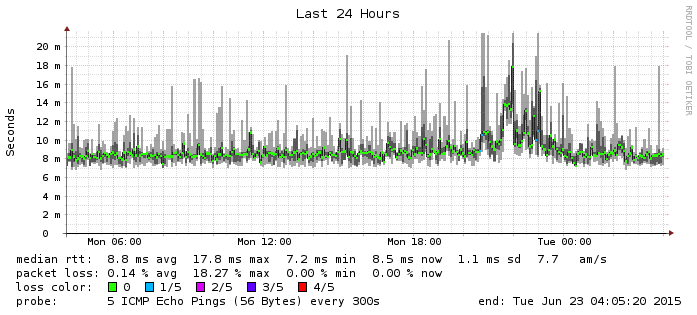 Last 24 Hours
RRDTOOL / TOBI OETIKER
Seconds
20 m
18 m
16 m
14 m
12 m
10 m
8 m
6 m
4 m
2 m
0
Mon 06:00 Mon 12:00 Mon 18:00 Tue 00:00
median rtt: 8.8 ms avg 17.8 ms max 7.2 ms min 8.5 ms now 1.1 ms sd 7.7 am/s
packet loss: 0.14 % avg 18.27 % max 0.00 % min 0.00 % now
loss color: 0 1/5 2/5 3/5 4/5
probe: 5 ICMP Echo Pings (56 Bytes) every 300s end: Tue Jun 23 04:05:20 2015